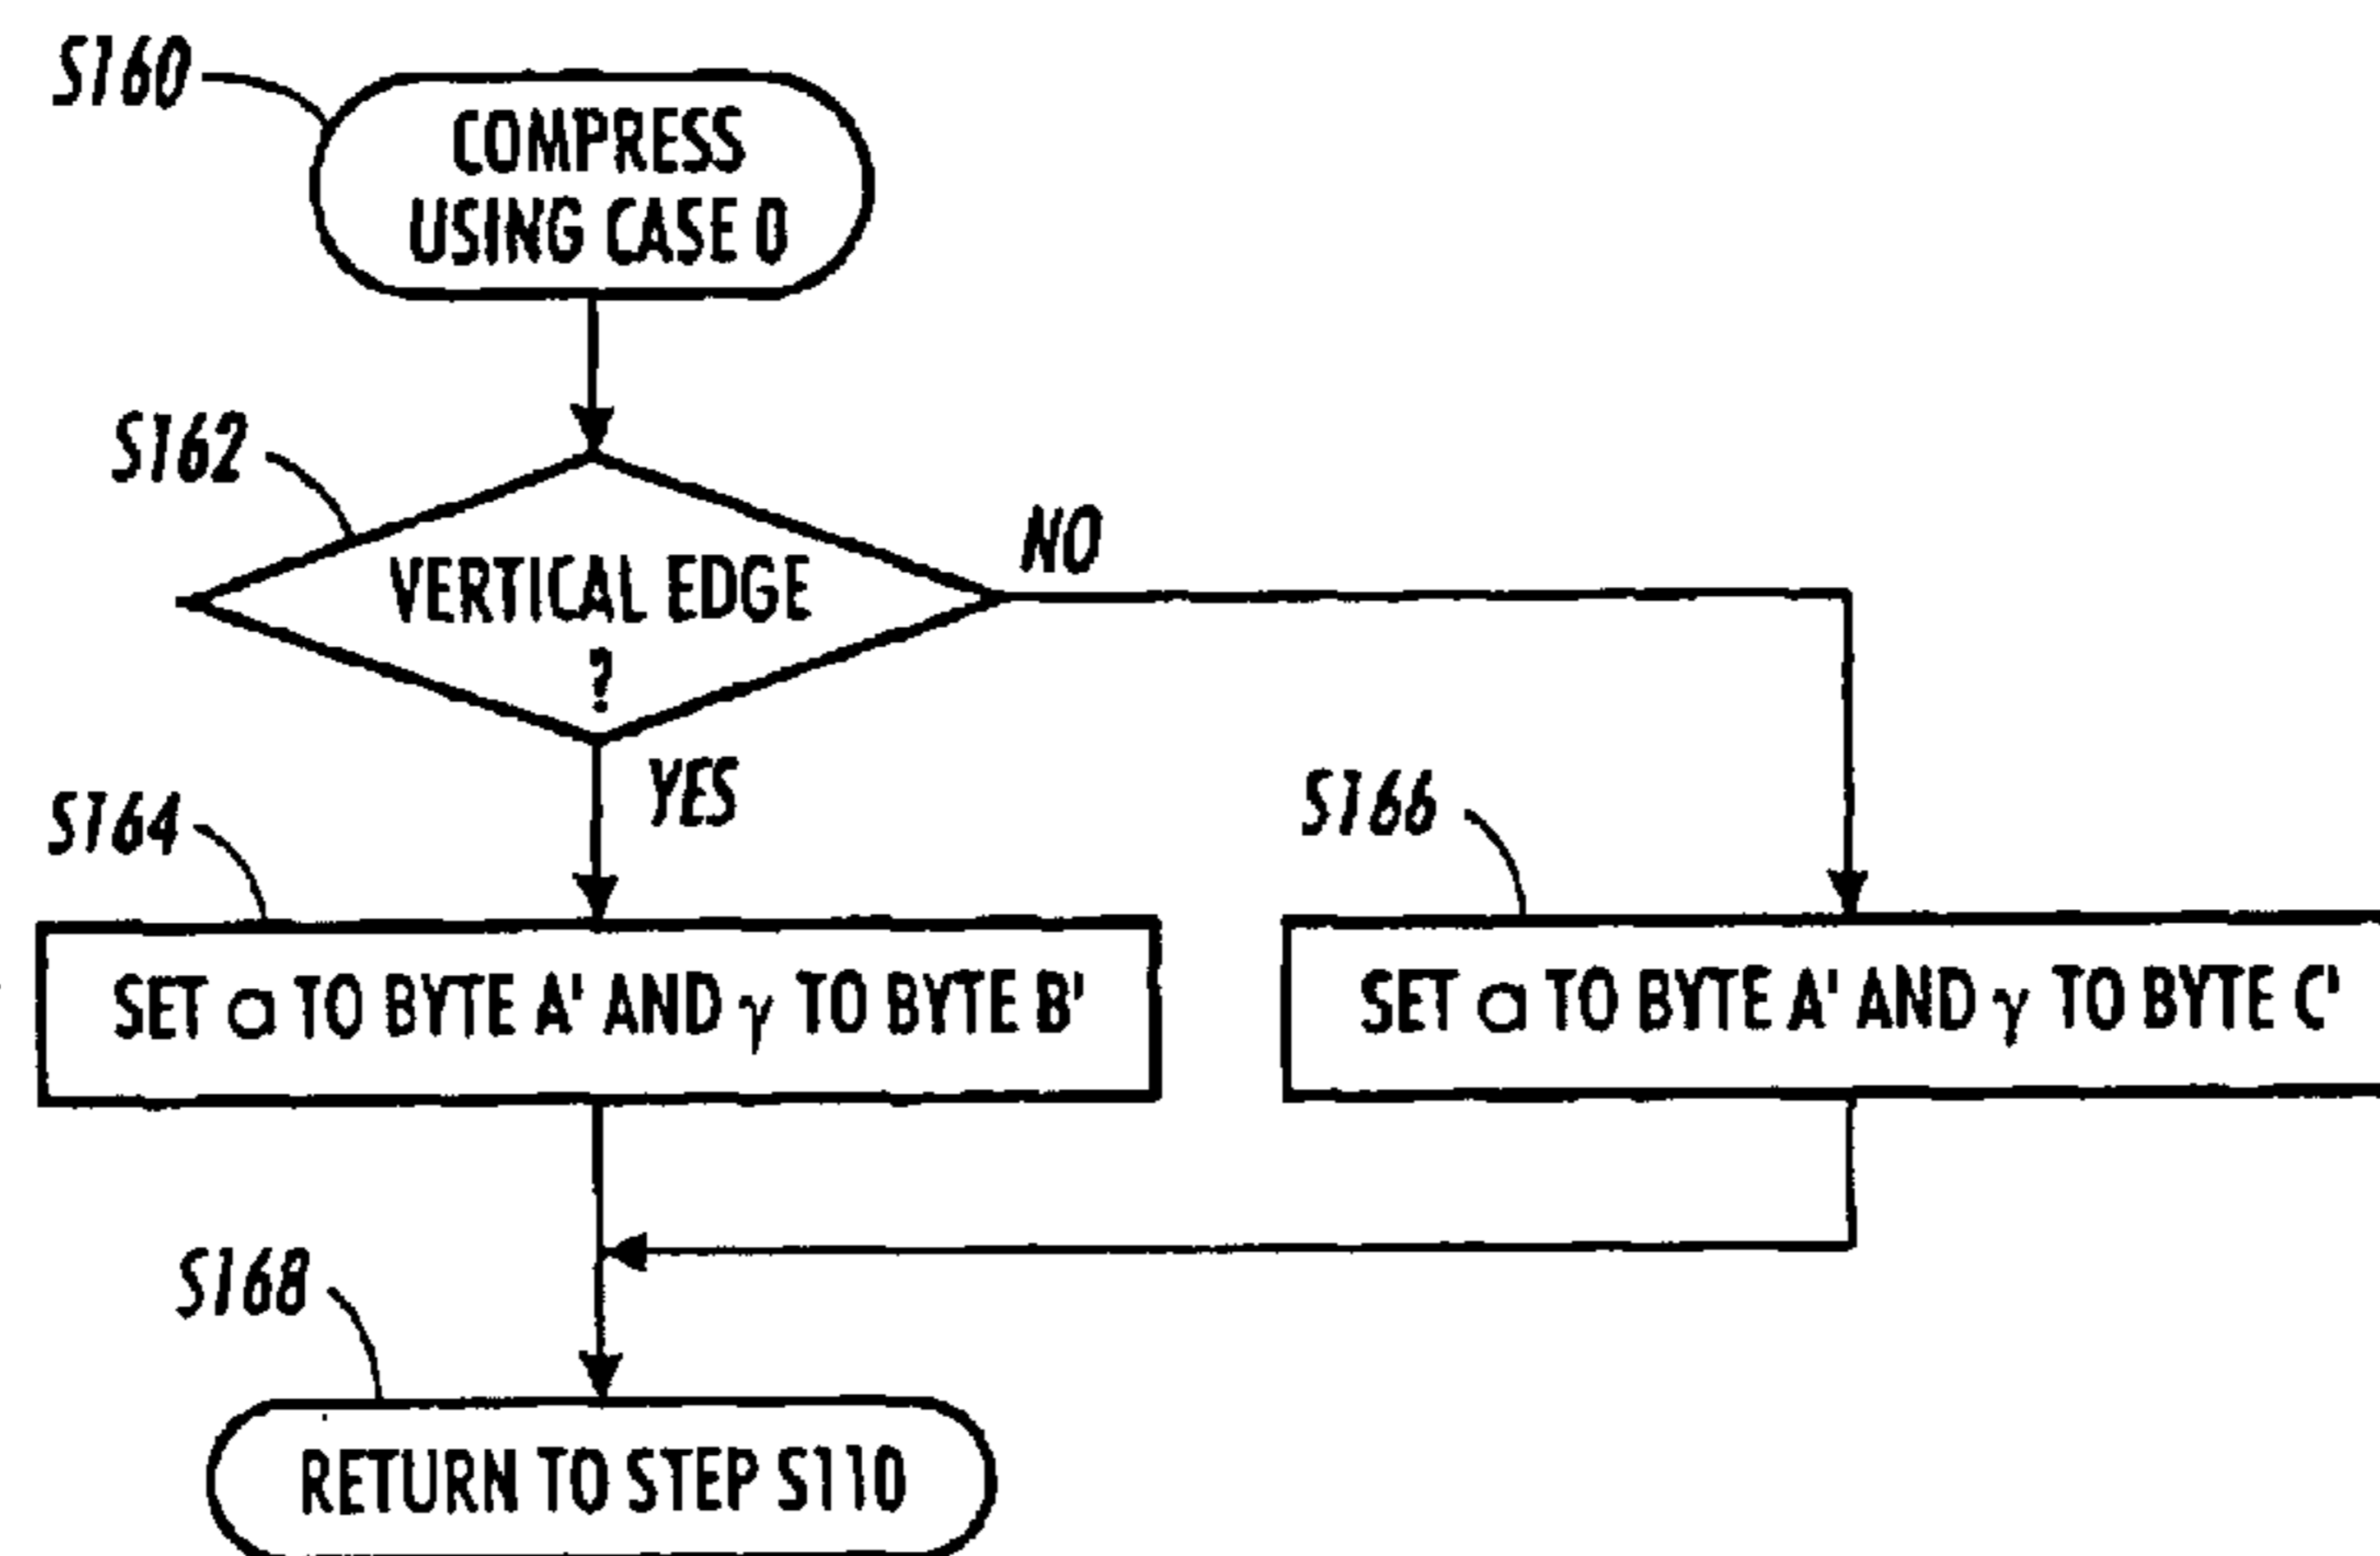 S160
COMPRESS
USING CASE 0
S162
VERTICAL EDGE
?
NO
YES
S164
SET α TO BYTE A' AND γ TO BYTE B'
S166
SET α TO BYTE A' AND γ TO BYTE C'
S168
RETURN TO STEP S110